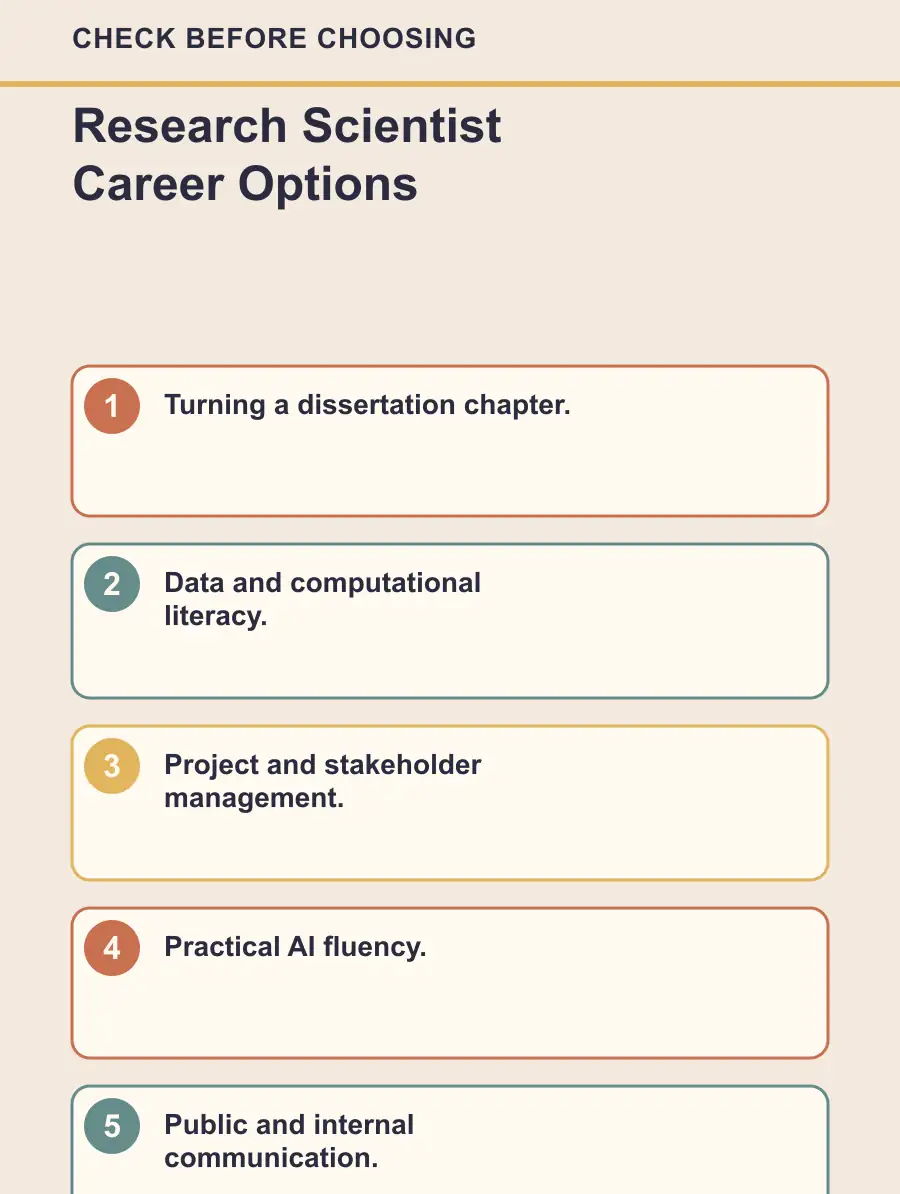 CHECK BEFORE CHOOSING
Research Scientist
Career Options
1
Turning a dissertation chapter.
2
Data and computational
literacy.
3
Project and stakeholder
management.
4
Practical AI fluency.
5
Public and internal
communication.